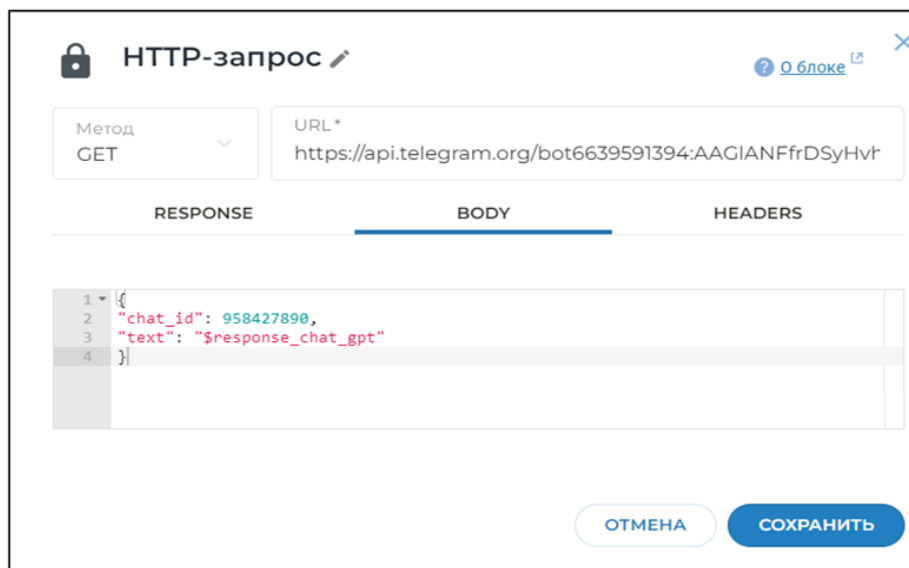 HTTP-запрос
О блоке
Метод
GET
URL*
https://api.telegram.org/bot6639591394:AAGlANFfrDSyHvh
RESPONSE
BODY
HEADERS
1 {
2 "chat_id": 958427890,
3 "text": "$response_chat_gpt"
4 }
ОТМЕНА
СОХРАНИТЬ